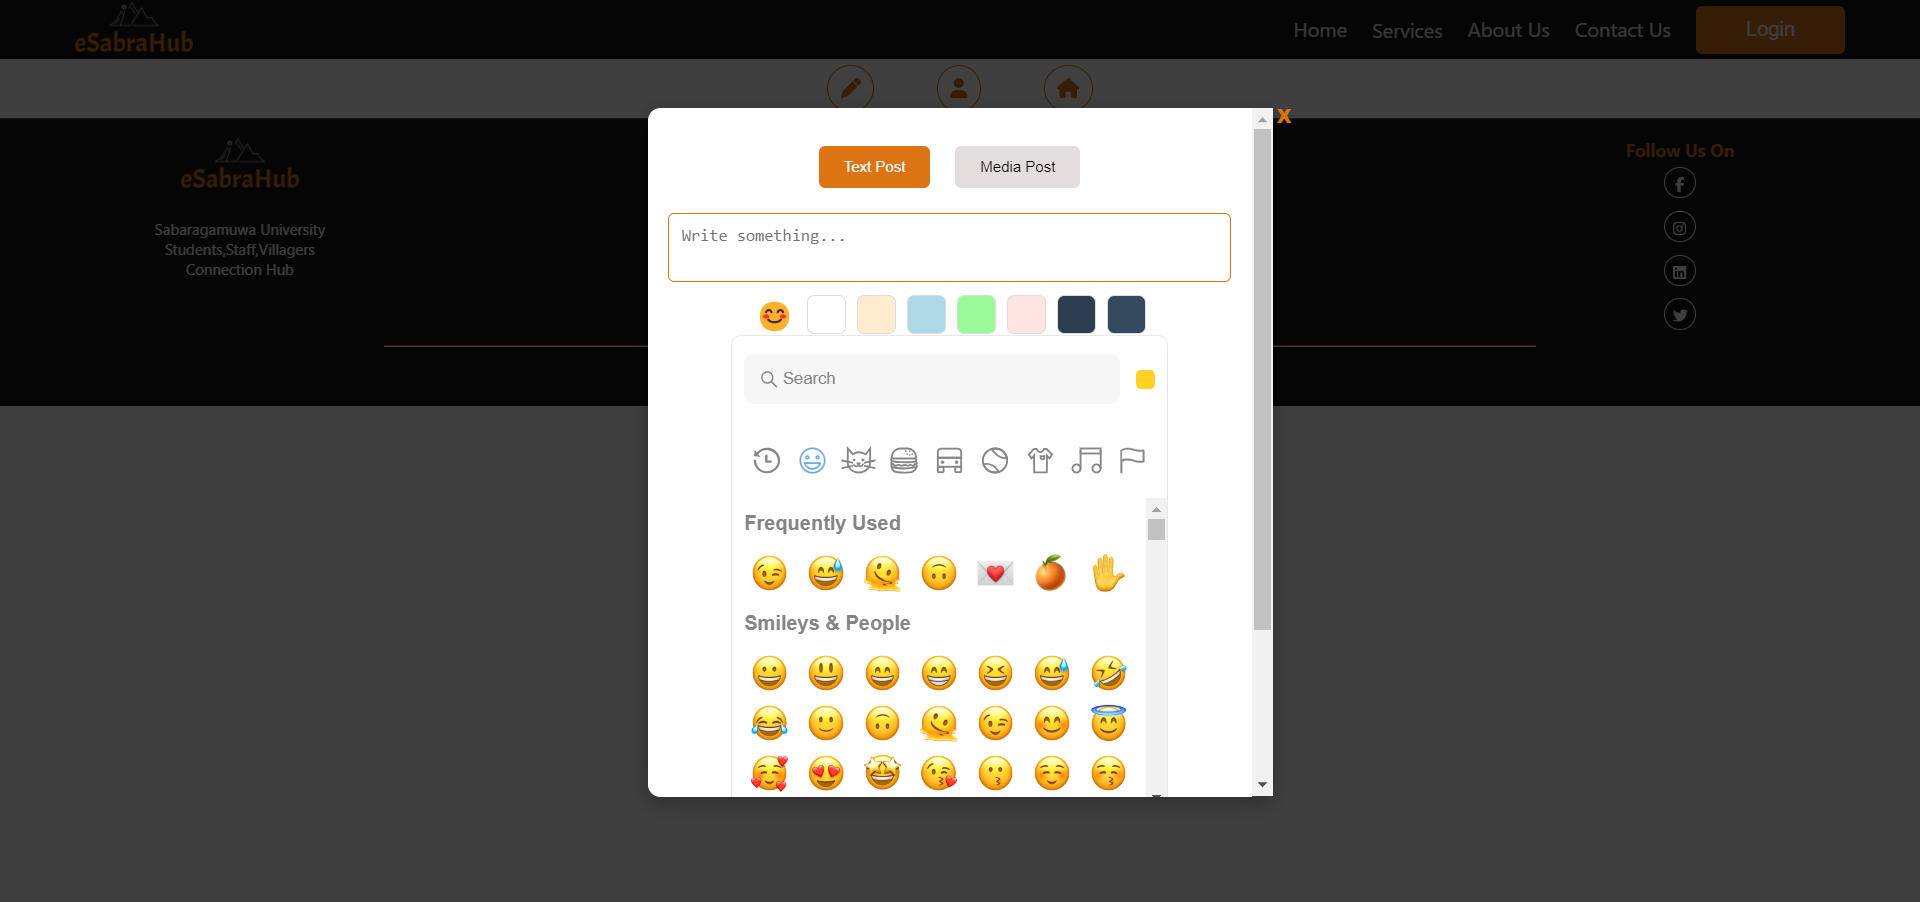 eSabraHub
Home
Services
About Us
Contact Us
Login
X
Text Post
Media Post
Write something...
Search
Frequently Used
Smileys & People
eSabraHub
Sabaragamuwa University
Students,Staff,Villagers
Connection Hub
Follow Us On